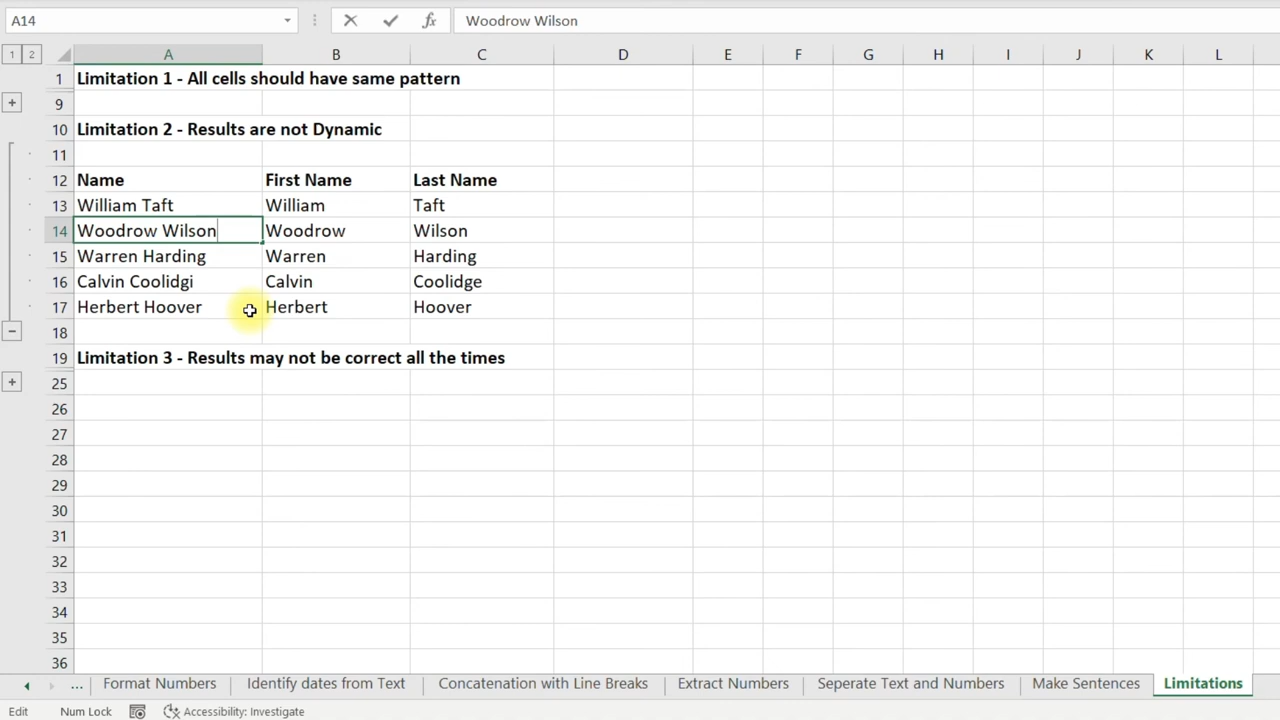 A14
fx
Woodrow Wilson
1 2
A B C D E F G H I J K L
1 Limitation 1 - All cells should have same pattern
9
10 Limitation 2 - Results are not Dynamic
11
12 Name First Name Last Name
13 William Taft William Taft
14 Woodrow Wilson Woodrow Wilson
15 Warren Harding Warren Harding
16 Calvin Coolidgi Calvin Coolidge
17 Herbert Hoover Herbert Hoover
18
19 Limitation 3 - Results may not be correct all the times
25
26
27
28
29
30
31
32
33
34
35
36
... Format Numbers Identify dates from Text Concatenation with Line Breaks Extract Numbers Seperate Text and Numbers Make Sentences Limitations
Edit Num Lock Accessibility: Investigate